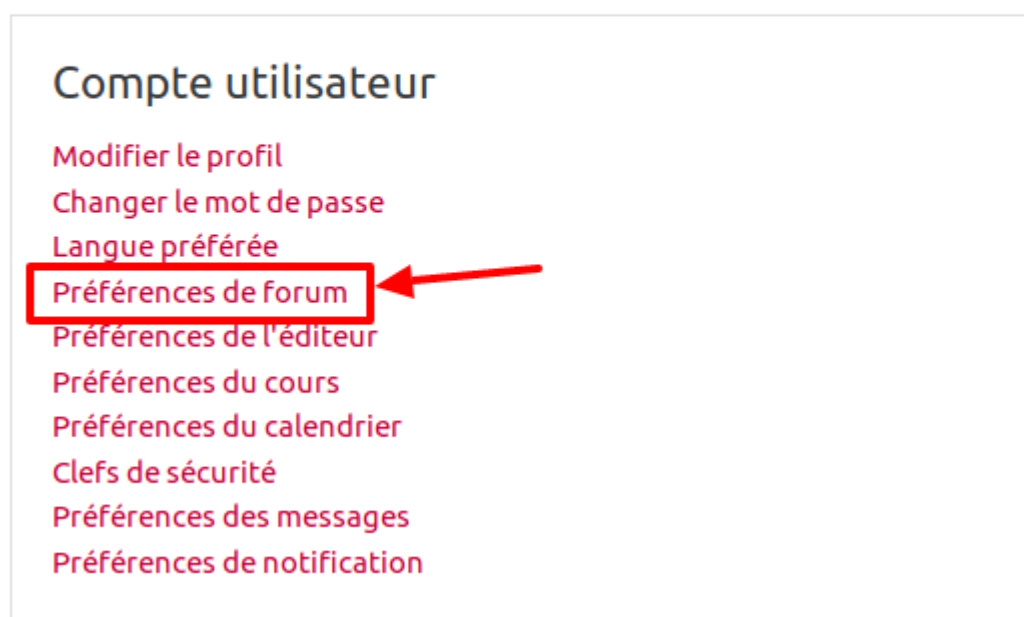 Compte utilisateur
Modifier le profil
Changer le mot de passe
Langue préférée
Préférences de forum
Préférences de l'éditeur
Préférences du cours
Préférences du calendrier
Clefs de sécurité
Préférences des messages
Préférences de notification